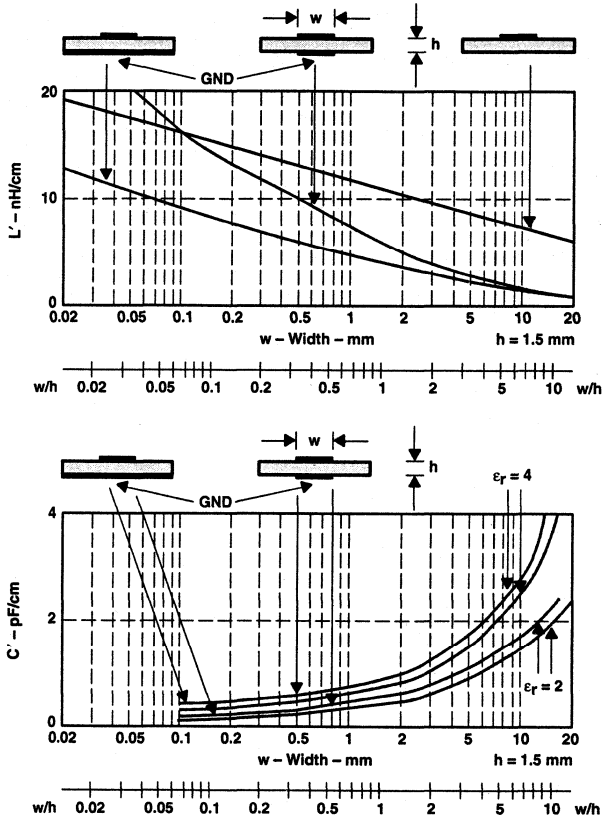 w
h
GND
20
10
0
L′ – nH/cm
0.02 0.05 0.1 0.2 0.5 1 2 5 10 20
w – Width – mm
h = 1.5 mm
w/h 0.02 0.05 0.1 0.2 0.5 1 2 5 10 w/h
w
h
GND
εr = 4
4
2
0
C′ – pF/cm
εr = 2
0.02 0.05 0.1 0.2 0.5 1 2 5 10 20
w – Width – mm
h = 1.5 mm
w/h 0.02 0.05 0.1 0.2 0.5 1 2 5 10 w/h